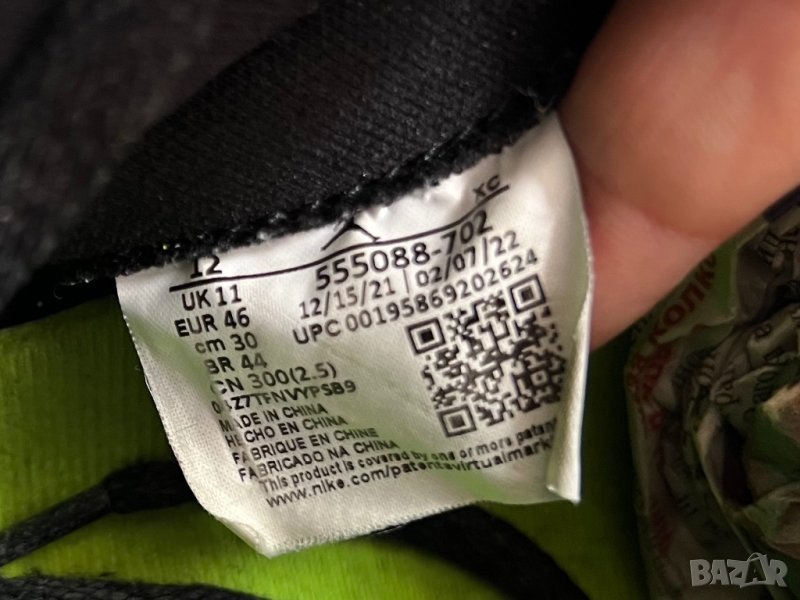 XC
12
555088-702
UK 11
12/15/21 | 02/07/22
EUR 46
UPC 00195869202624
cm 30
BR 44
CN 300(2.5)
MADE IN CHINA
HECHO EN CHINA
FABRIQUE EN CHINE
FABRICADO NA CHINA
This product is covered by one or more patents
www.nike.com/patentsvirtualmark
BAZAR